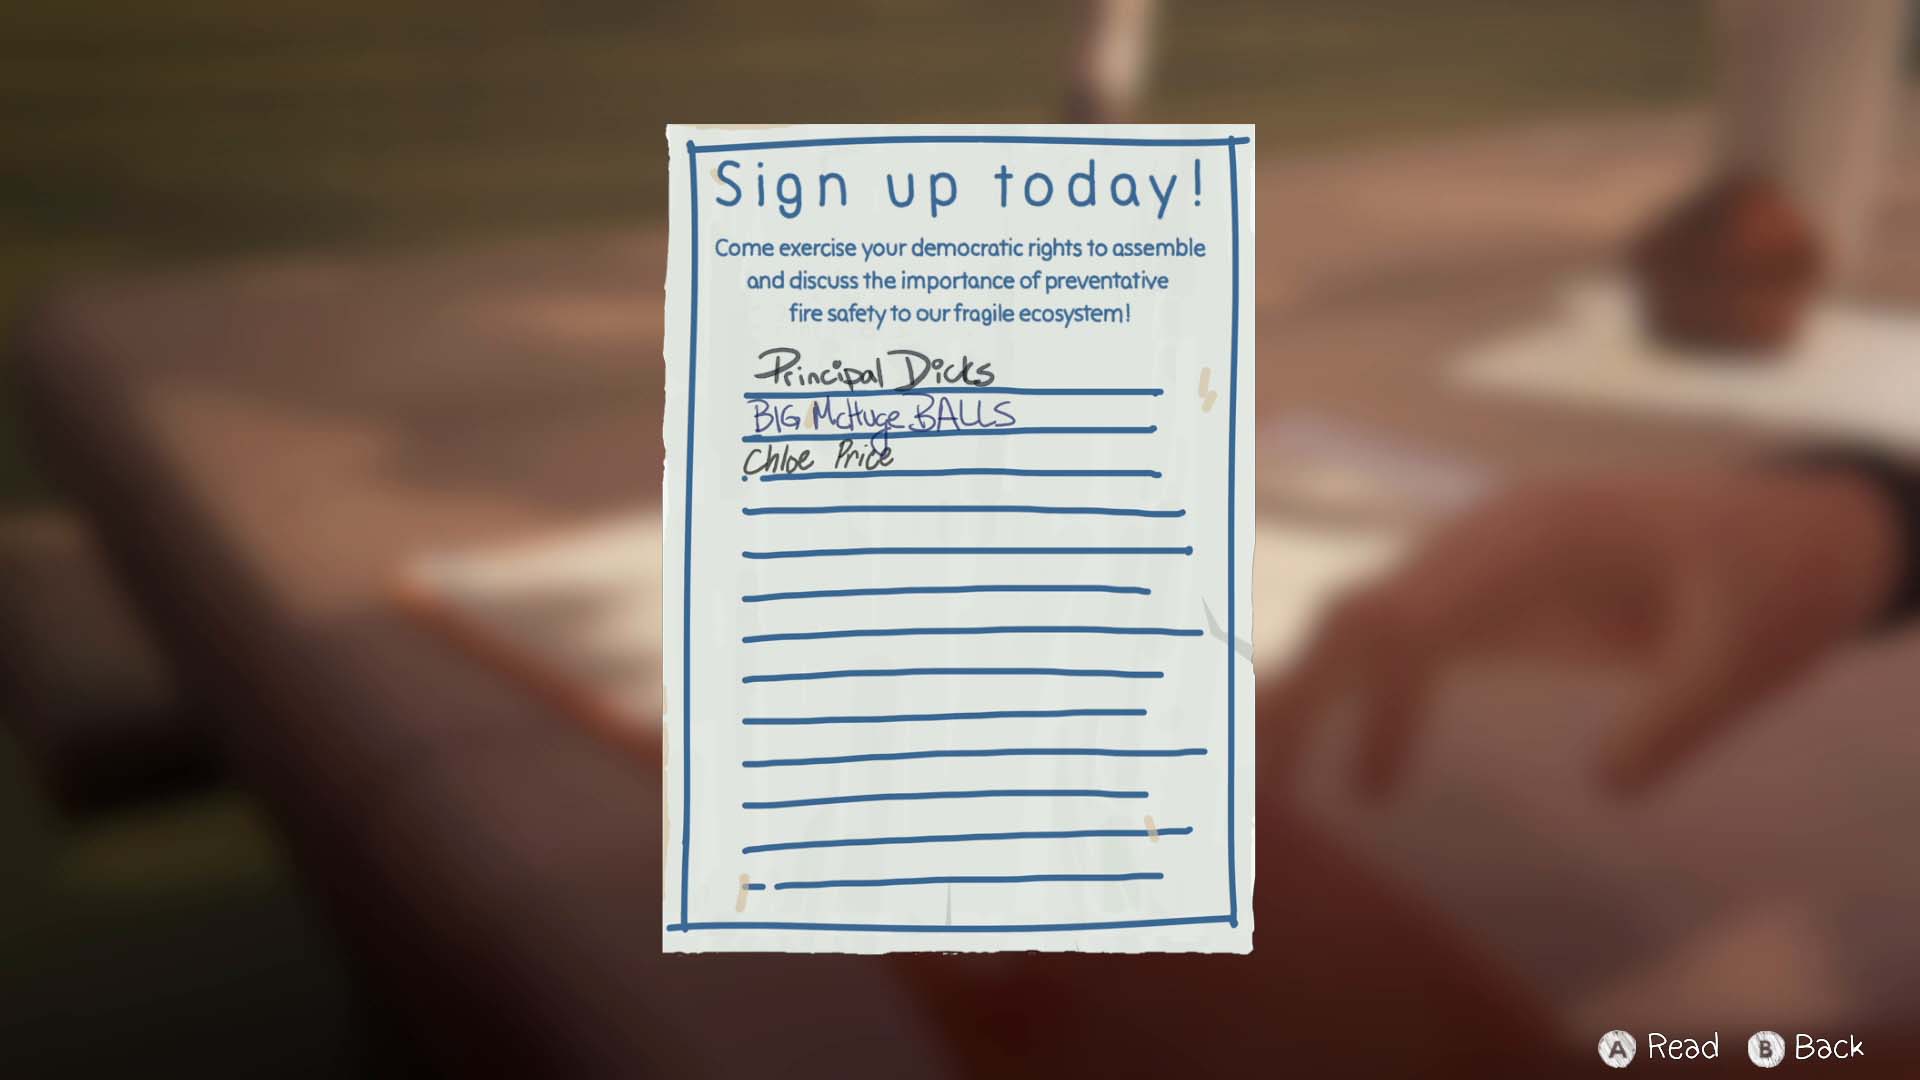 Sign up today!
Come exercise your democratic rights to assemble
and discuss the importance of preventative
fire safety to our fragile ecosystem!
Principal Dicks
BIG McHuge BALLS
Chloe Price
A Read B Back